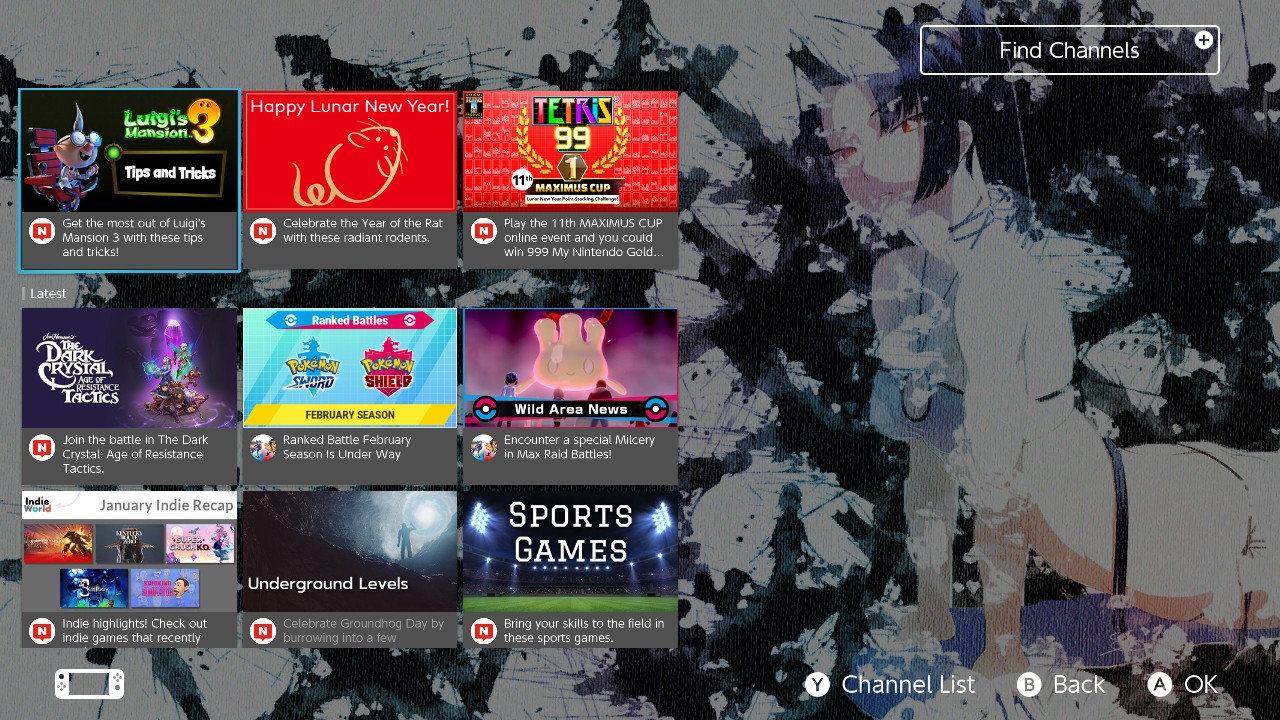 Find Channels
Luigi's
Mansion 3
Tips and Tricks
Get the most out of Luigi's
Mansion 3 with these tips
and tricks!
Happy Lunar New Year!
Celebrate the Year of the Rat
with these radiant rodents.
TETRIS
99
1
11th
MAXIMUS CUP
Lunar New Year Point-Stacking Challenge!
Play the 11th MAXIMUS CUP
online event and you could
win 999 My Nintendo Gold...
Latest
Jim Henson's
THE
DARK
CRYSTAL
AGE OF
RESISTANCE
TACTICS
Join the battle in The Dark
Crystal: Age of Resistance
Tactics.
Ranked Battles
POKÉMON
SWORD
POKÉMON
SHIELD
FEBRUARY SEASON
Ranked Battle February
Season Is Under Way
Wild Area News
Encounter a special Milcery
in Max Raid Battles!
Indie
World
January Indie Recap
KENTUCKY
ROUTE
ZERO
SUPER
CRUSH KO
Indie highlights! Check out
indie games that recently
Underground Levels
Celebrate Groundhog Day by
burrowing into a few
SPORTS
GAMES
Bring your skills to the field in
these sports games.
Y Channel List
B Back
A OK